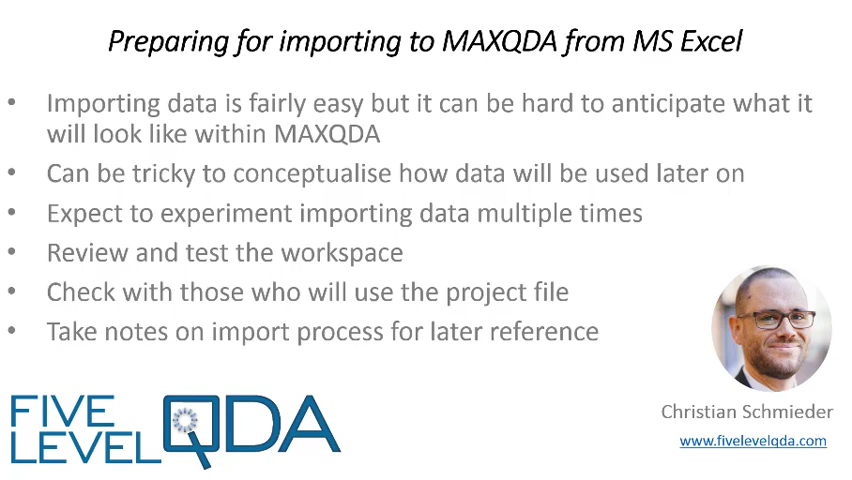 Preparing for importing to MAXQDA from MS Excel
• Importing data is fairly easy but it can be hard to anticipate what it
will look like within MAXQDA
• Can be tricky to conceptualise how data will be used later on
• Expect to experiment importing data multiple times
• Review and test the workspace
• Check with those who will use the project file
• Take notes on import process for later reference
FIVE
LEVEL QDA
Christian Schmieder
www.fivelevelqda.com